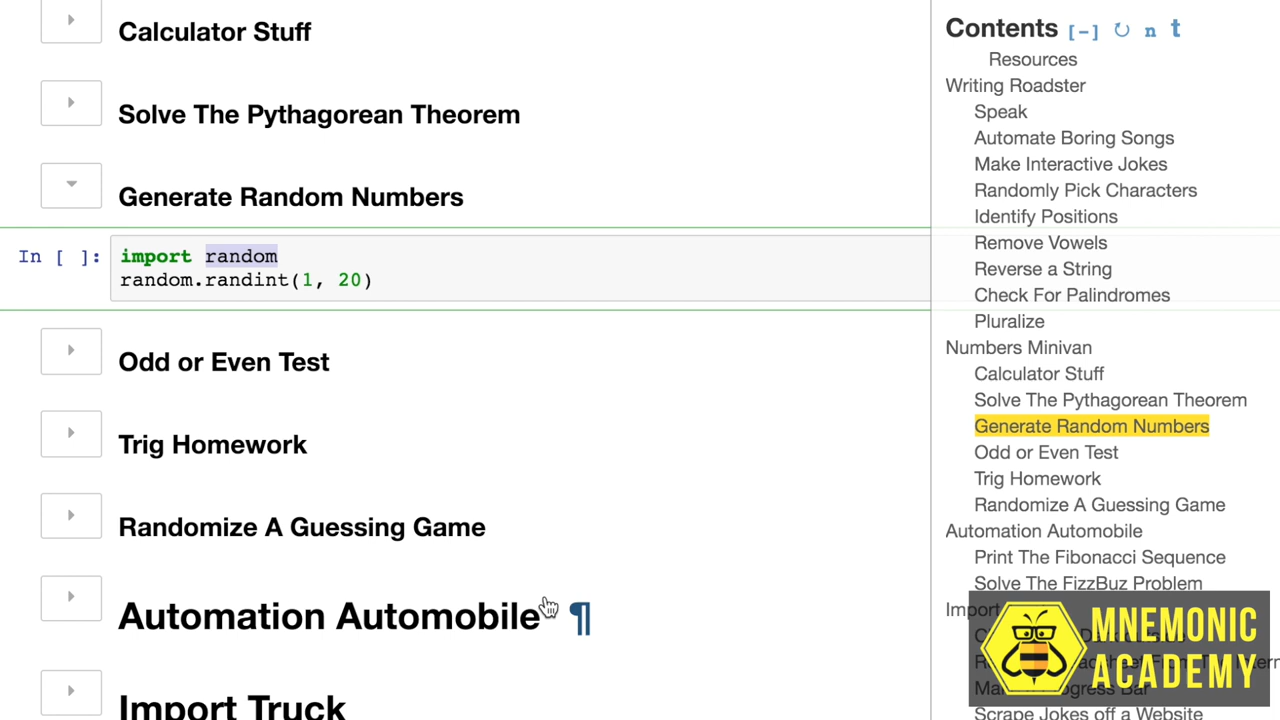 Calculator Stuff
Solve The Pythagorean Theorem
Generate Random Numbers
In [ ]:
import random
random.randint(1, 20)
Odd or Even Test
Trig Homework
Randomize A Guessing Game
Automation Automobile ¶
Import Truck
Contents [-] ↻ n t
Resources
Writing Roadster
Speak
Automate Boring Songs
Make Interactive Jokes
Randomly Pick Characters
Identify Positions
Remove Vowels
Reverse a String
Check For Palindromes
Pluralize
Numbers Minivan
Calculator Stuff
Solve The Pythagorean Theorem
Generate Random Numbers
Odd or Even Test
Trig Homework
Randomize A Guessing Game
Automation Automobile
Print The Fibonacci Sequence
Solve The FizzBuz Problem
Import
Scrape Jokes off a Website
MNEMONIC
ACADEMY